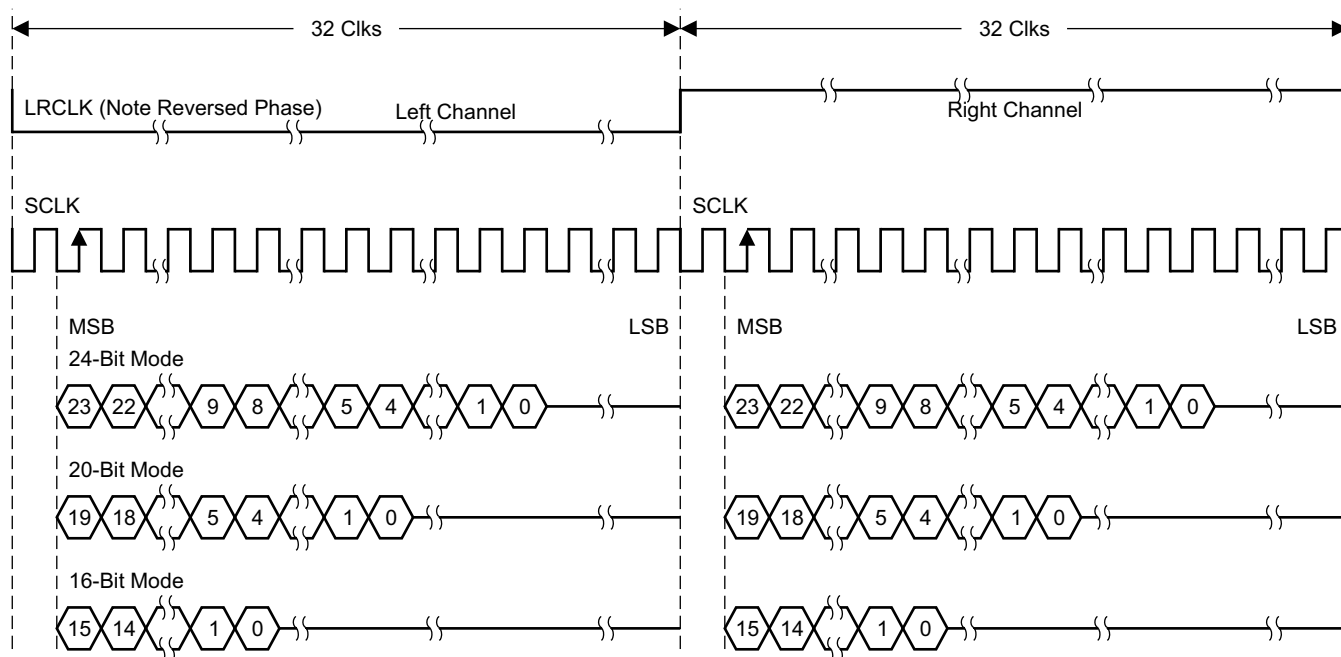 32 Clks 32 Clks
LRCLK (Note Reversed Phase) Left Channel Right Channel
SCLK SCLK
MSB LSB MSB LSB
24-Bit Mode
23 22 9 8 5 4 1 0 23 22 9 8 5 4 1 0
20-Bit Mode
19 18 5 4 1 0 19 18 5 4 1 0
16-Bit Mode
15 14 1 0 15 14 1 0